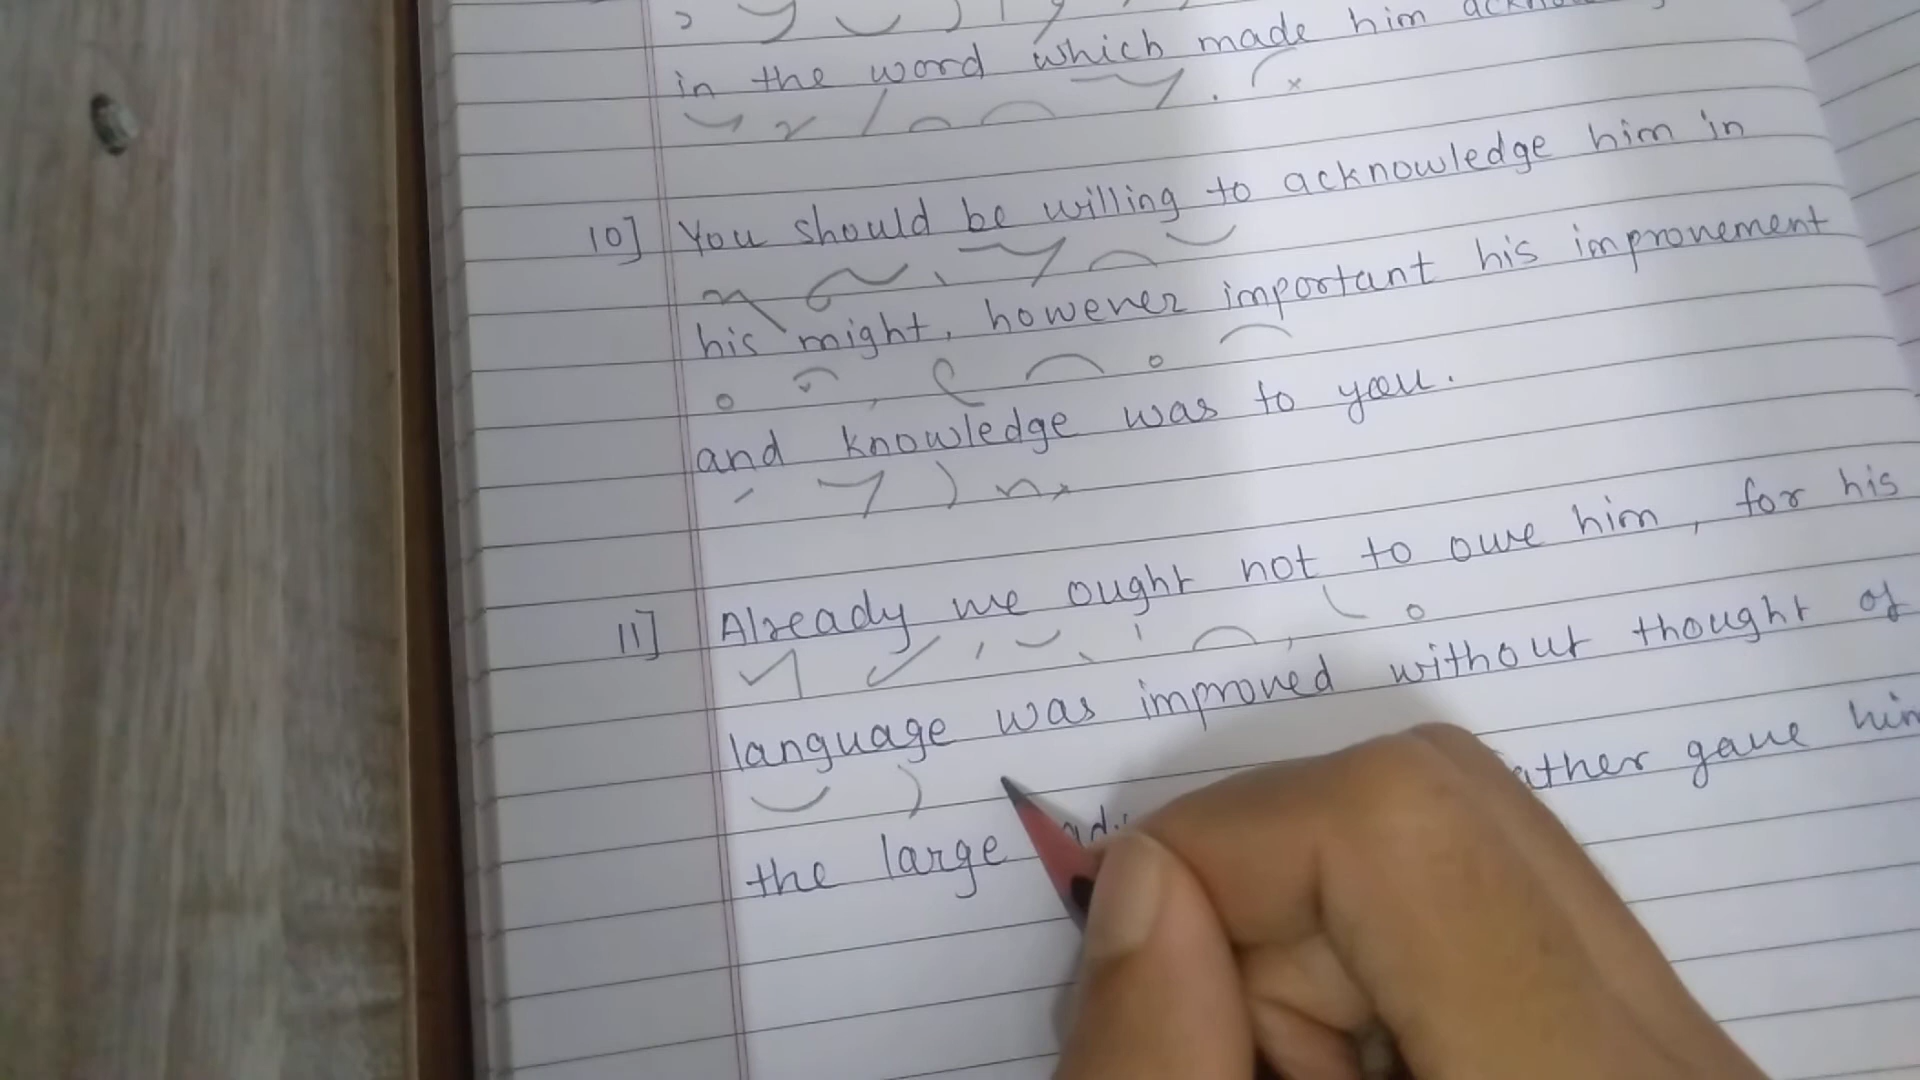 in the word which made him
10] You should be willing to acknowledge him in
his might, however important his improvement
and knowledge was to you.
11] Already we ought not to owe him, for his
language was improved without thought of
the large gave him